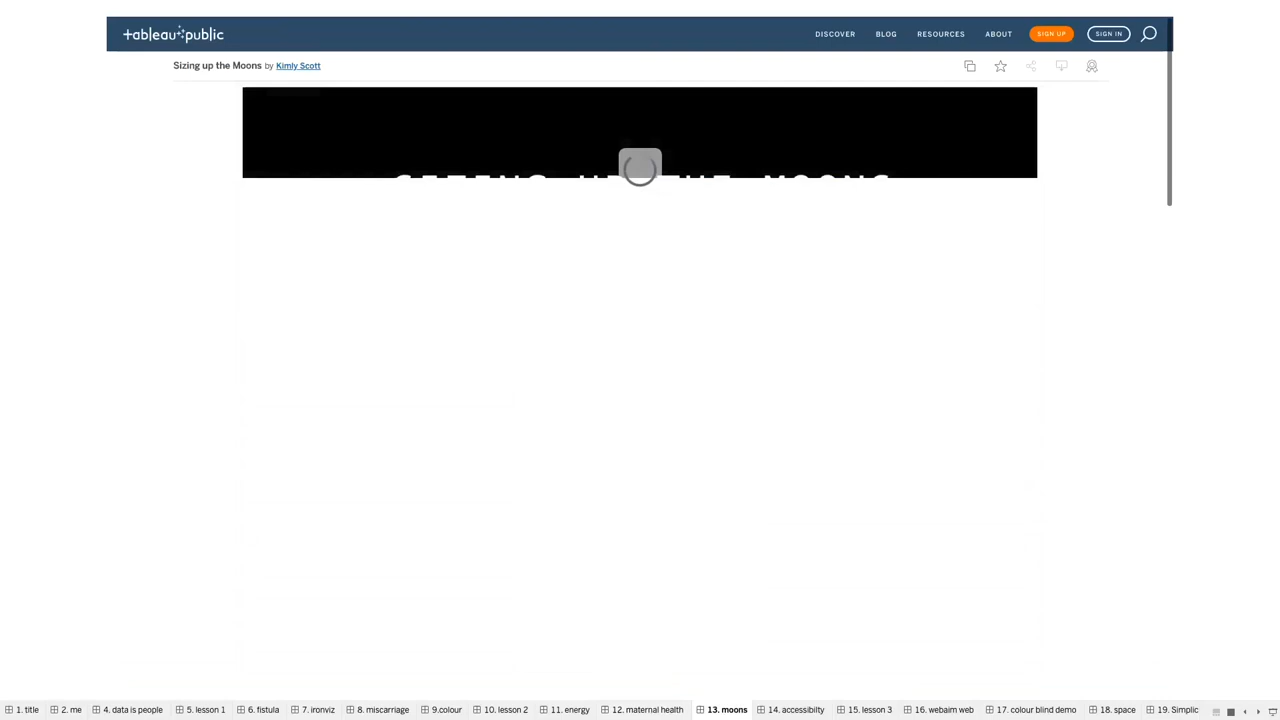 +ableau+public
DISCOVER BLOG RESOURCES ABOUT SIGN UP SIGN IN
Sizing up the Moons by Kimly Scott
1. title 2. me 4. data is people 5. lesson 1 6. fistula 7. ironviz 8. miscarriage 9.colour 10. lesson 2 11. energy 12. maternal health 13. moons 14. accessibilty 15. lesson 3 16. webaim web 17. colour blind demo 18. space 19. Simplic